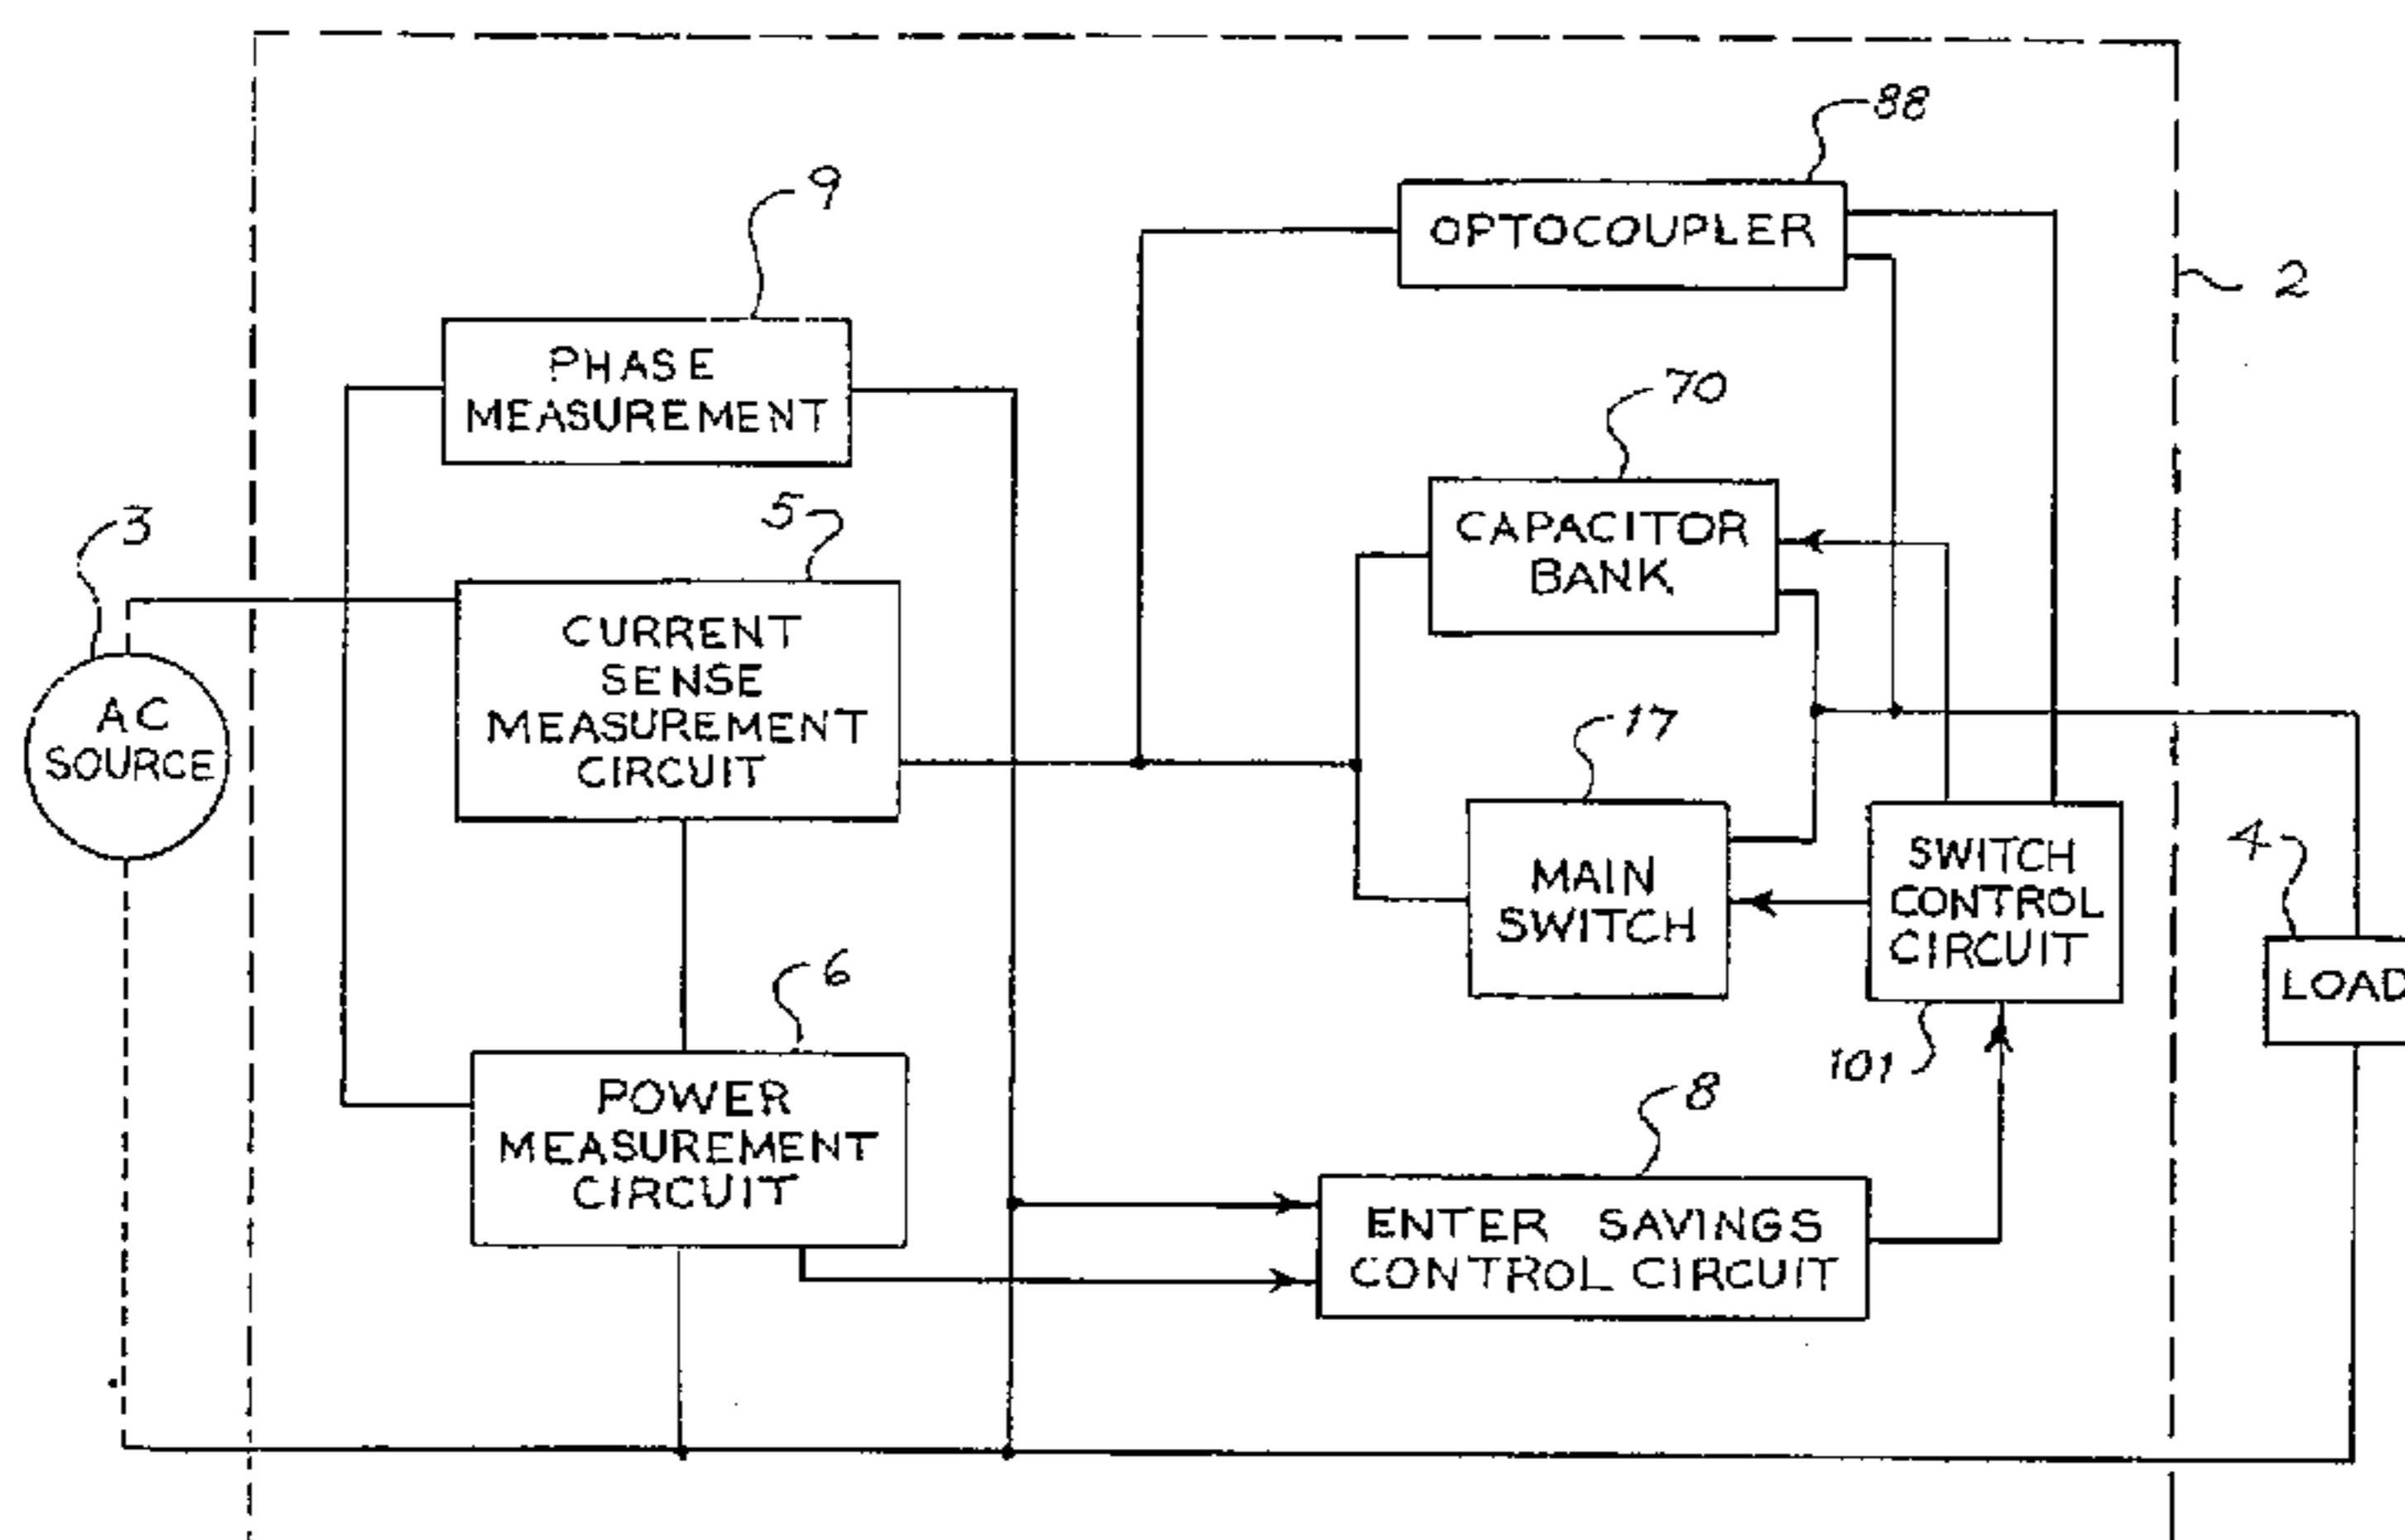 88
OPTOCOUPLER
2
9
PHASE
MEASUREMENT
70
CAPACITOR
BANK
3
AC
SOURCE
5
CURRENT
SENSE
MEASUREMENT
CIRCUIT
17
MAIN
SWITCH
SWITCH
CONTROL
CIRCUIT
101
4
LOAD
6
POWER
MEASUREMENT
CIRCUIT
8
ENTER SAVINGS
CONTROL CIRCUIT